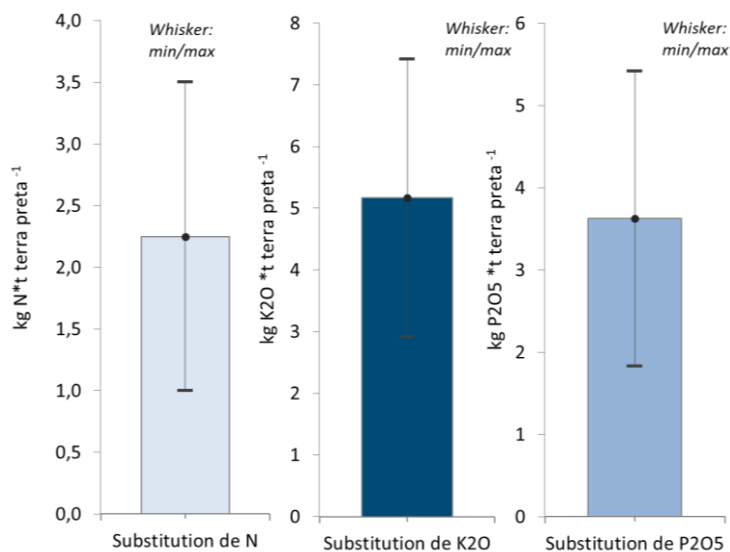 Whisker:
min/max
kg N*t terra preta ⁻¹
4,0
3,5
3,0
2,5
2,0
1,5
1,0
0,5
0,0
Substitution de N
Whisker:
min/max
kg K2O *t terra preta ⁻¹
8
7
6
5
4
3
2
1
0
Substitution de K2O
Whisker:
min/max
kg P2O5 *t terra preta ⁻¹
6
5
4
3
2
1
0
Substitution de P2O5